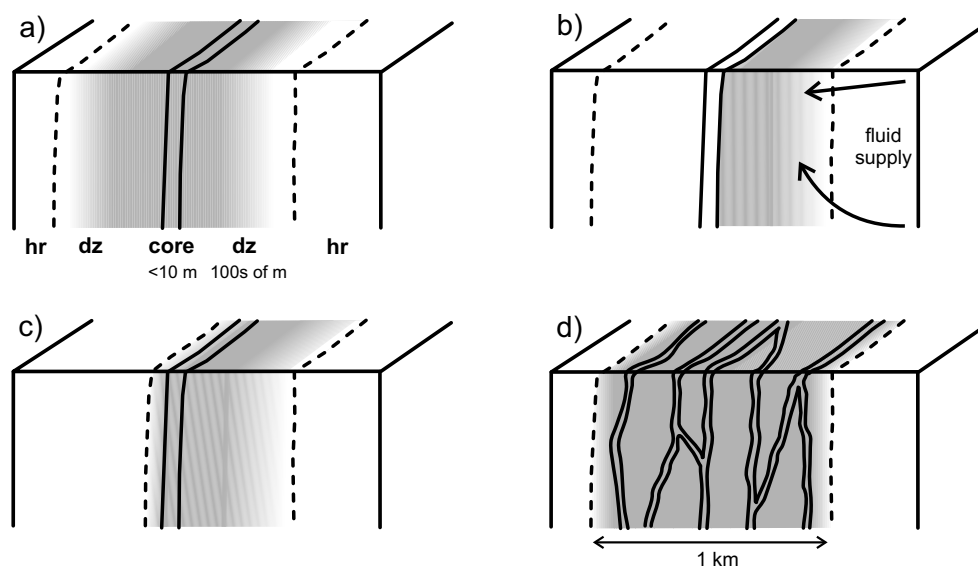 a)
b)
fluid
supply
hr dz core dz hr
<10 m 100s of m
c)
d)
1 km